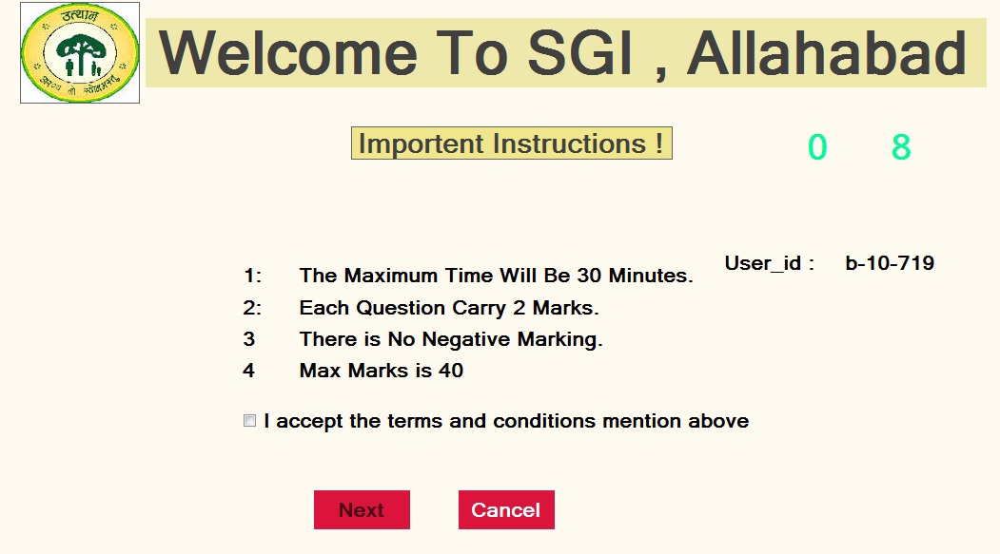 उत्थान
Welcome To SGI , Allahabad
Importent Instructions !
0 8
User_id : b-10-719
1: The Maximum Time Will Be 30 Minutes.
2: Each Question Carry 2 Marks.
3 There is No Negative Marking.
4 Max Marks is 40
I accept the terms and conditions mention above
Next Cancel